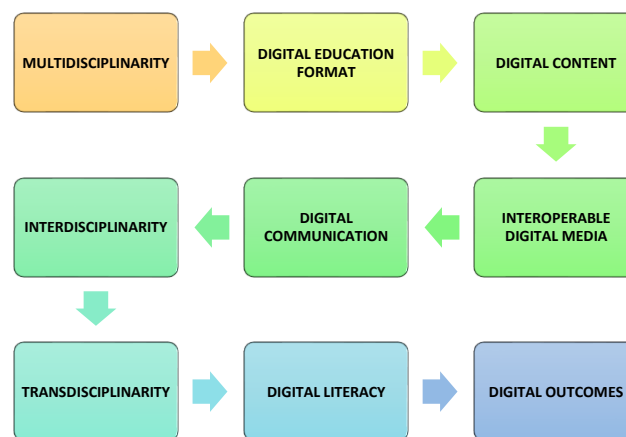 MULTIDISCIPLINARITY
DIGITAL EDUCATION
FORMAT
DIGITAL CONTENT
INTEROPERABLE
DIGITAL MEDIA
DIGITAL
COMMUNICATION
INTERDISCIPLINARITY
TRANSDISCIPLINARITY
DIGITAL LITERACY
DIGITAL OUTCOMES